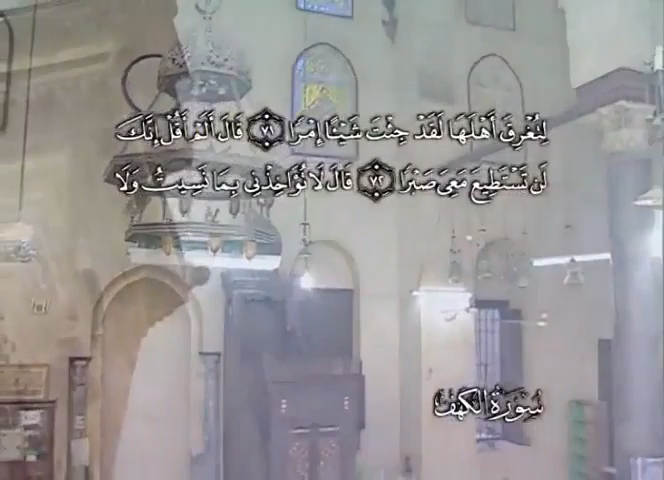 لِتُغْرِقَ أَهْلَهَا لَقَدْ جِئْتَ شَيْـًٔا إِمْرًا ٧١ قَالَ أَلَمْ أَقُلْ إِنَّكَ
لَن تَسْتَطِيعَ مَعِىَ صَبْرًا ٧٢ قَالَ لَا تُؤَاخِذْنِى بِمَا نَسِيتُ وَلَا
سُورَةُ الكَهْفِ